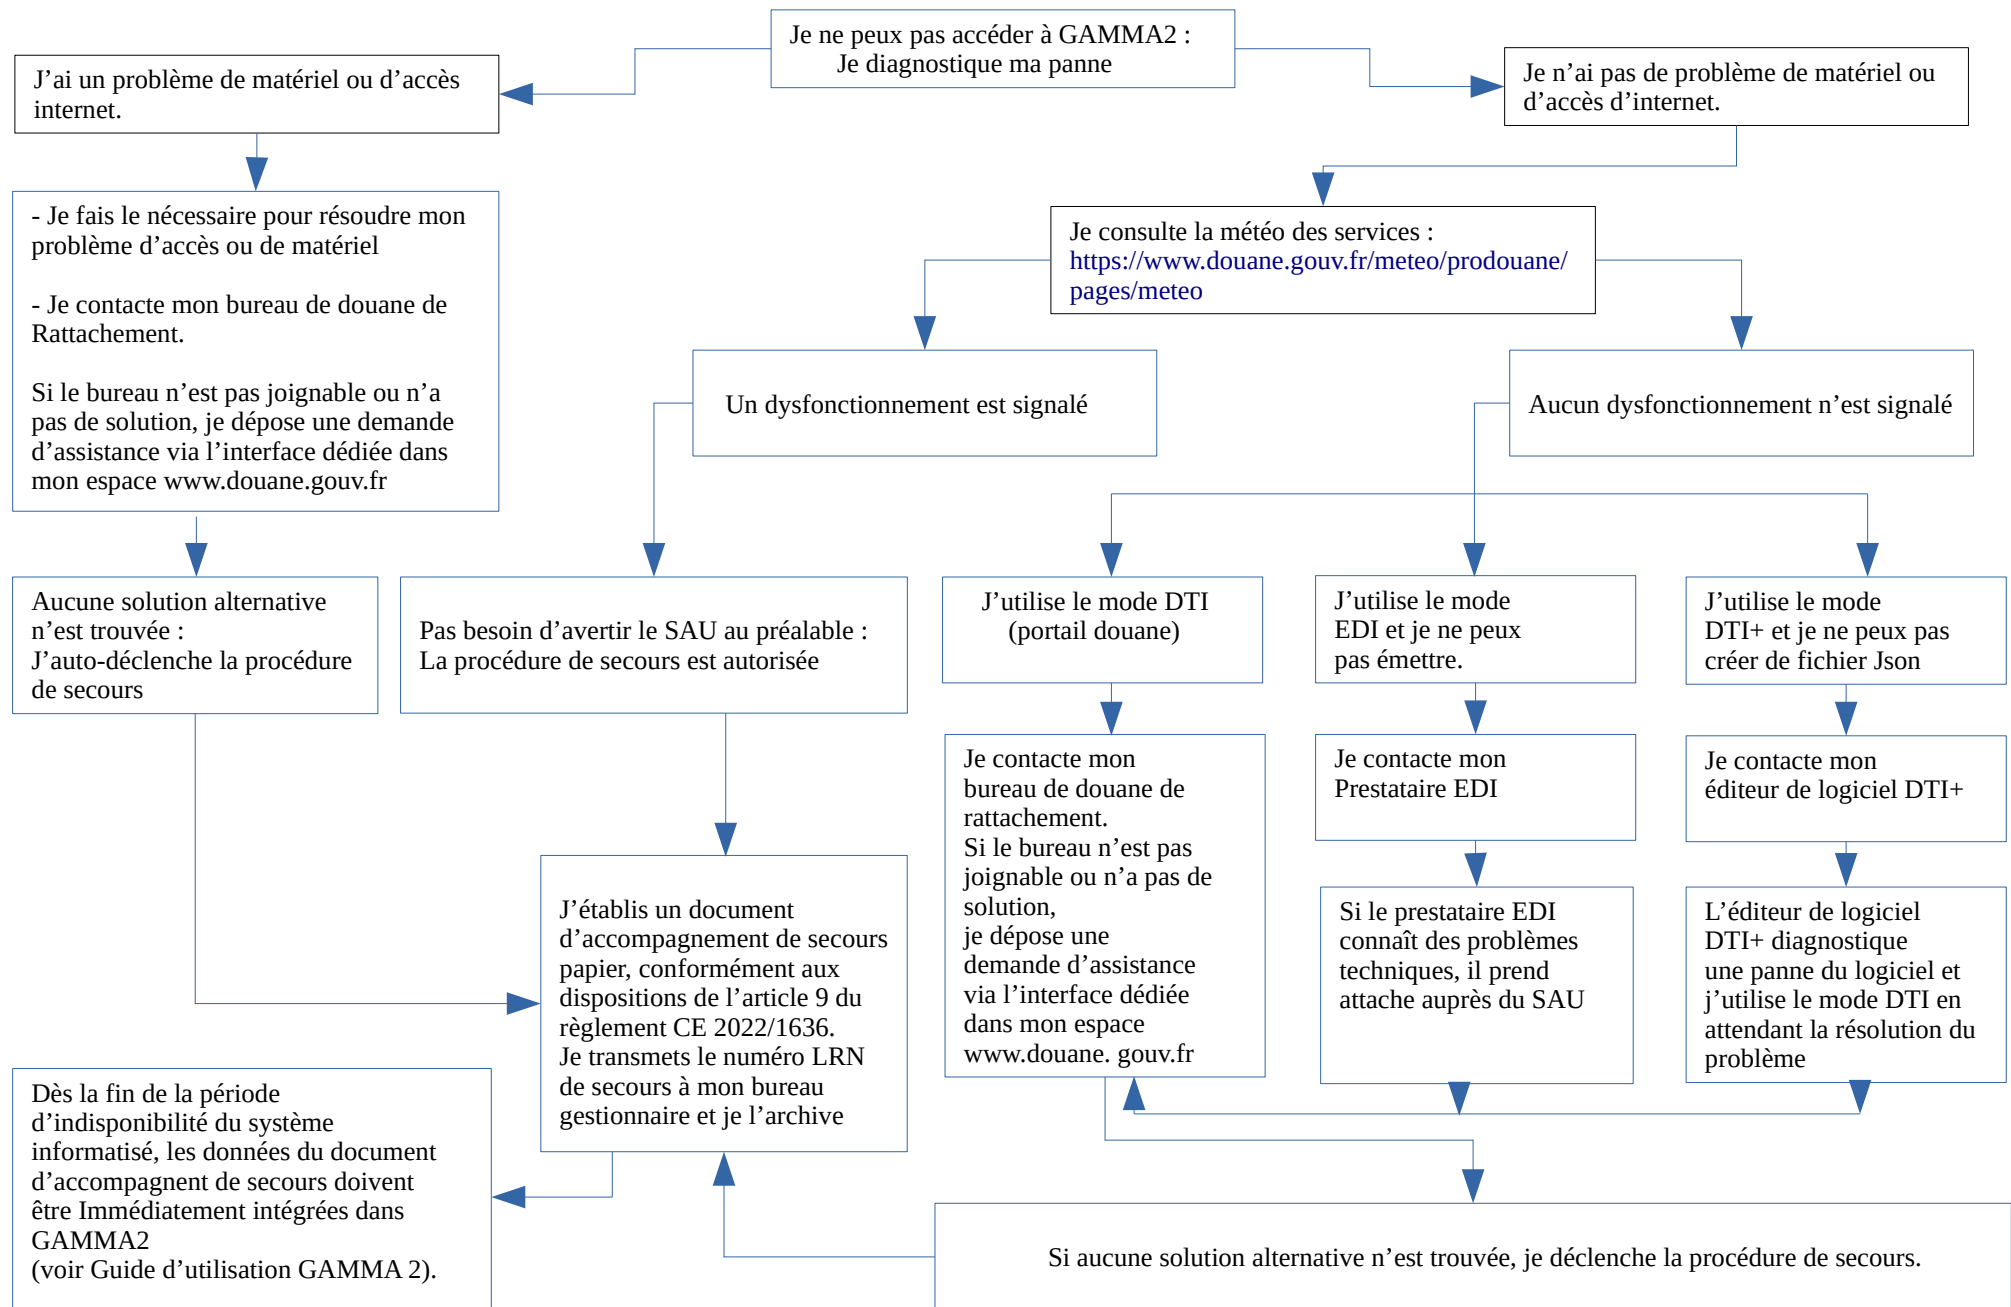 Je ne peux pas accéder à GAMMA2 :
Je diagnostique ma panne
J’ai un problème de matériel ou d’accès
internet.
Je n’ai pas de problème de matériel ou
d’accès d’internet.
- Je fais le nécessaire pour résoudre mon
problème d’accès ou de matériel
- Je contacte mon bureau de douane de
Rattachement.
Si le bureau n’est pas joignable ou n’a
pas de solution, je dépose une demande
d’assistance via l’interface dédiée dans
mon espace www.douane.gouv.fr
Je consulte la météo des services :
https://www.douane.gouv.fr/meteo/prodouane/
pages/meteo
Un dysfonctionnement est signalé
Aucun dysfonctionnement n’est signalé
Aucune solution alternative
n’est trouvée :
J’auto-déclenche la procédure
de secours
Pas besoin d’avertir le SAU au préalable :
La procédure de secours est autorisée
J’utilise le mode DTI
(portail douane)
J’utilise le mode
EDI et je ne peux
pas émettre.
J’utilise le mode
DTI+ et je ne peux pas
créer de fichier Json
Je contacte mon
bureau de douane de
rattachement.
Si le bureau n’est pas
joignable ou n’a pas de
solution,
je dépose une
demande d’assistance
via l’interface dédiée
dans mon espace
www.douane. gouv.fr
Je contacte mon
Prestataire EDI
Je contacte mon
éditeur de logiciel DTI+
J’établis un document
d’accompagnement de secours
papier, conformément aux
dispositions de l’article 9 du
règlement CE 2022/1636.
Je transmets le numéro LRN
de secours à mon bureau
gestionnaire et je l’archive
Si le prestataire EDI
connaît des problèmes
techniques, il prend
attache auprès du SAU
L’éditeur de logiciel
DTI+ diagnostique
une panne du logiciel et
j’utilise le mode DTI en
attendant la résolution du
problème
Dès la fin de la période
d’indisponibilité du système
informatisé, les données du document
d’accompagnent de secours doivent
être Immédiatement intégrées dans
GAMMA2
(voir Guide d’utilisation GAMMA 2).
Si aucune solution alternative n’est trouvée, je déclenche la procédure de secours.